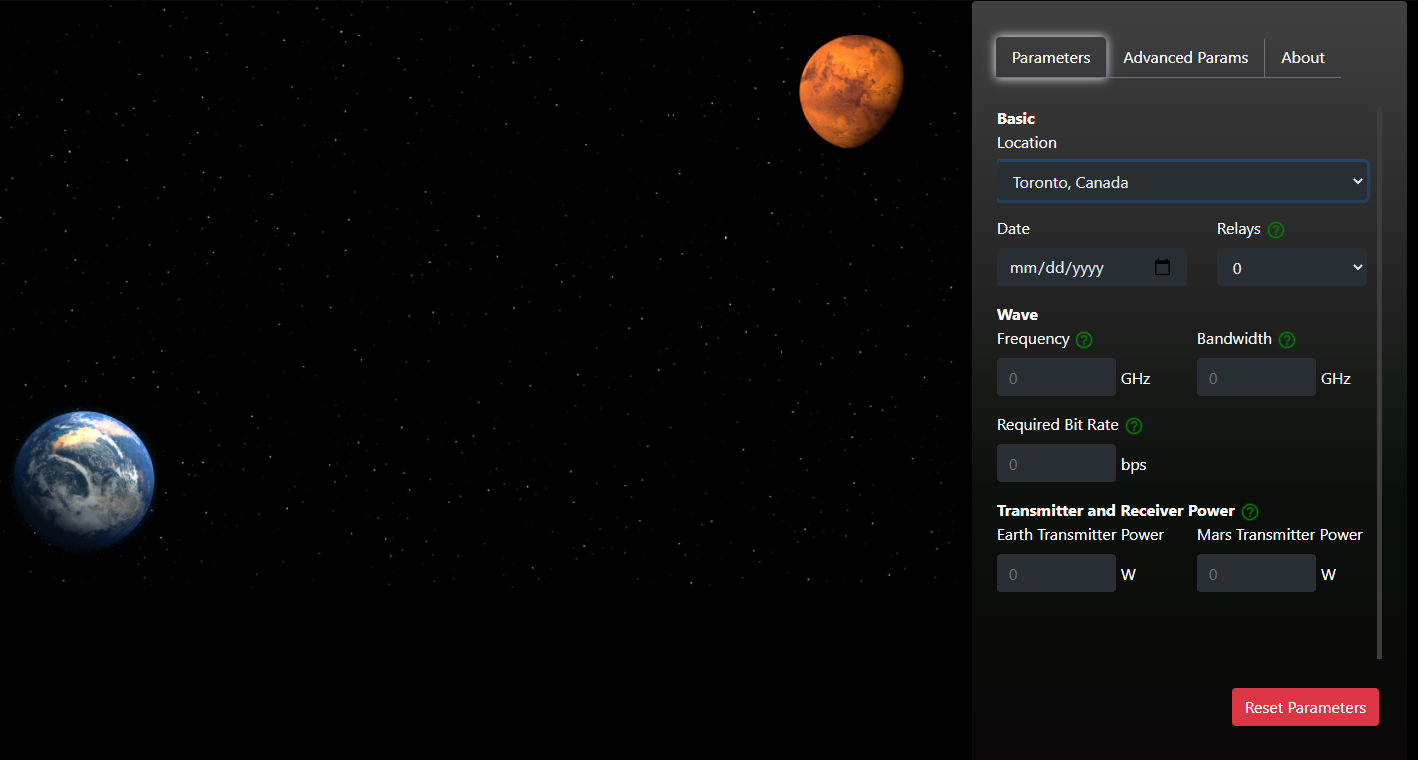 Parameters Advanced Params About
Basic
Location
Toronto, Canada
Date Relays ?
mm/dd/yyyy 0
Wave
Frequency ? Bandwidth ?
0 GHz 0 GHz
Required Bit Rate ?
0 bps
Transmitter and Receiver Power ?
Earth Transmitter Power Mars Transmitter Power
0 W 0 W
Reset Parameters